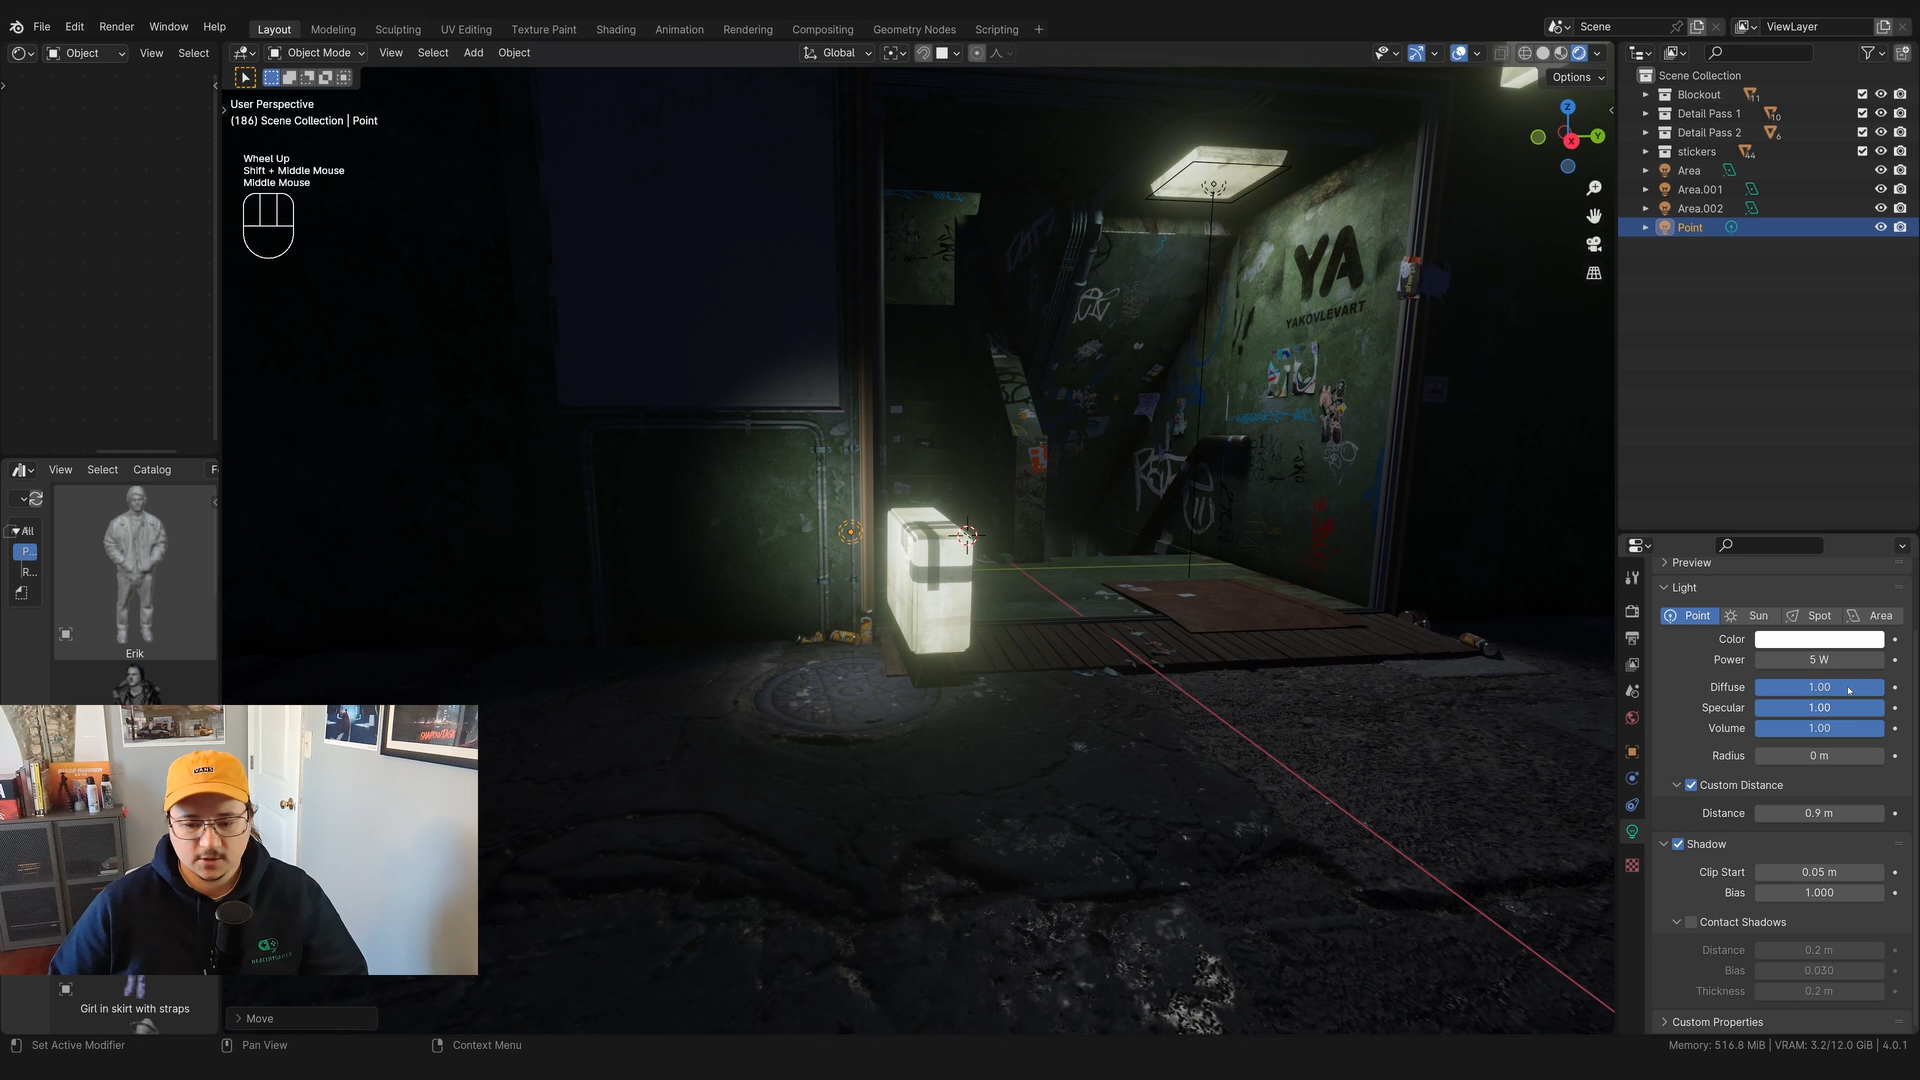 File Edit Render Window Help
Layout Modeling Sculpting UV Editing Texture Paint Shading Animation Rendering Compositing Geometry Nodes Scripting +
Scene
ViewLayer
Object View Select
Object Mode View Select Add Object
Global
Options
User Perspective
(186) Scene Collection | Point
Wheel Up
Shift + Middle Mouse
Middle Mouse
Z
Y
X
YA
YAKOVLEVART
Scene Collection
Blockout 11
Detail Pass 1 10
Detail Pass 2 6
stickers 44
Area
Area.001
Area.002
Point
View Select Catalog F
All
P...
R...
Erik
VANS
HEALTHYGAMER
Girl in skirt with straps
Move
Preview
Light
Point Sun Spot Area
Color
Power 5 W
Diffuse 1.00
Specular 1.00
Volume 1.00
Radius 0 m
Custom Distance
Distance 0.9 m
Shadow
Clip Start 0.05 m
Bias 1.000
Contact Shadows
Distance 0.2 m
Bias 0.030
Thickness 0.2 m
Custom Properties
Set Active Modifier Pan View Context Menu
Memory: 516.8 MiB | VRAM: 3.2/12.0 GiB | 4.0.1